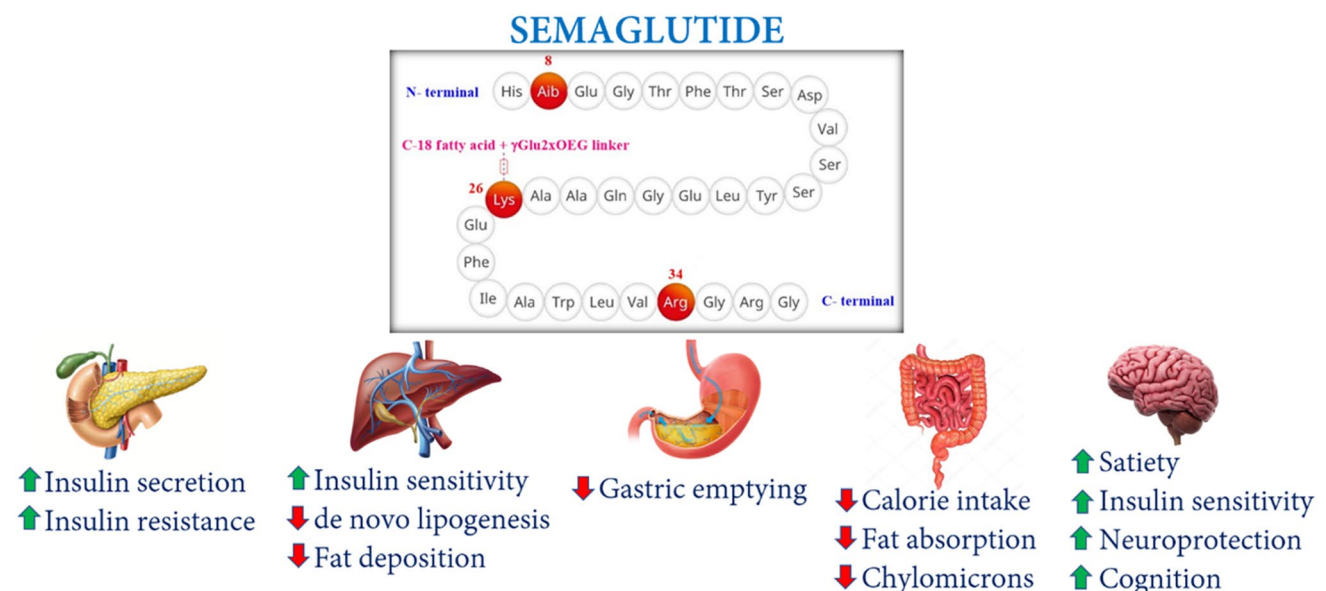 SEMAGLUTIDE
8
N- terminal His Aib Glu Gly Thr Phe Thr Ser Asp
Val
C-18 fatty acid + γGlu2xOEG linker
Ser
26 Lys Ala Ala Gln Gly Glu Leu Tyr Ser
Glu
Phe
34
Ile Ala Trp Leu Val Arg Gly Arg Gly C- terminal
Insulin secretion
Insulin resistance
Insulin sensitivity
de novo lipogenesis
Fat deposition
Gastric emptying
Calorie intake
Fat absorption
Chylomicrons
Satiety
Insulin sensitivity
Neuroprotection
Cognition